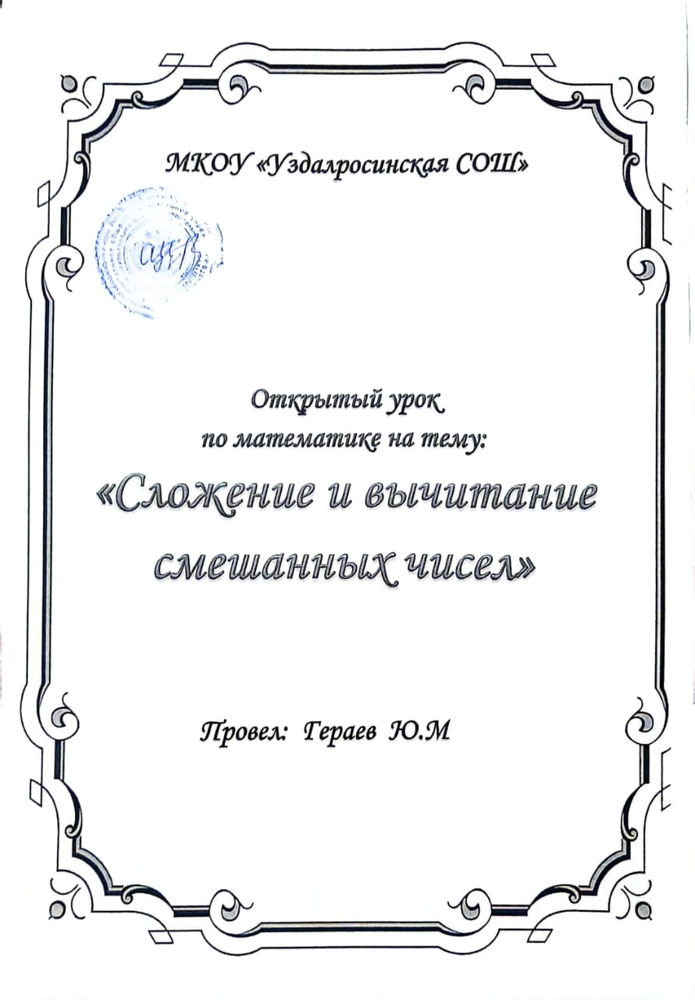 МКОУ «Уздалросинская СОШ»
Открытый урок
по математике на тему:
«Сложение и вычитание
смешанных чисел»
Провел: Гераев Ю.М